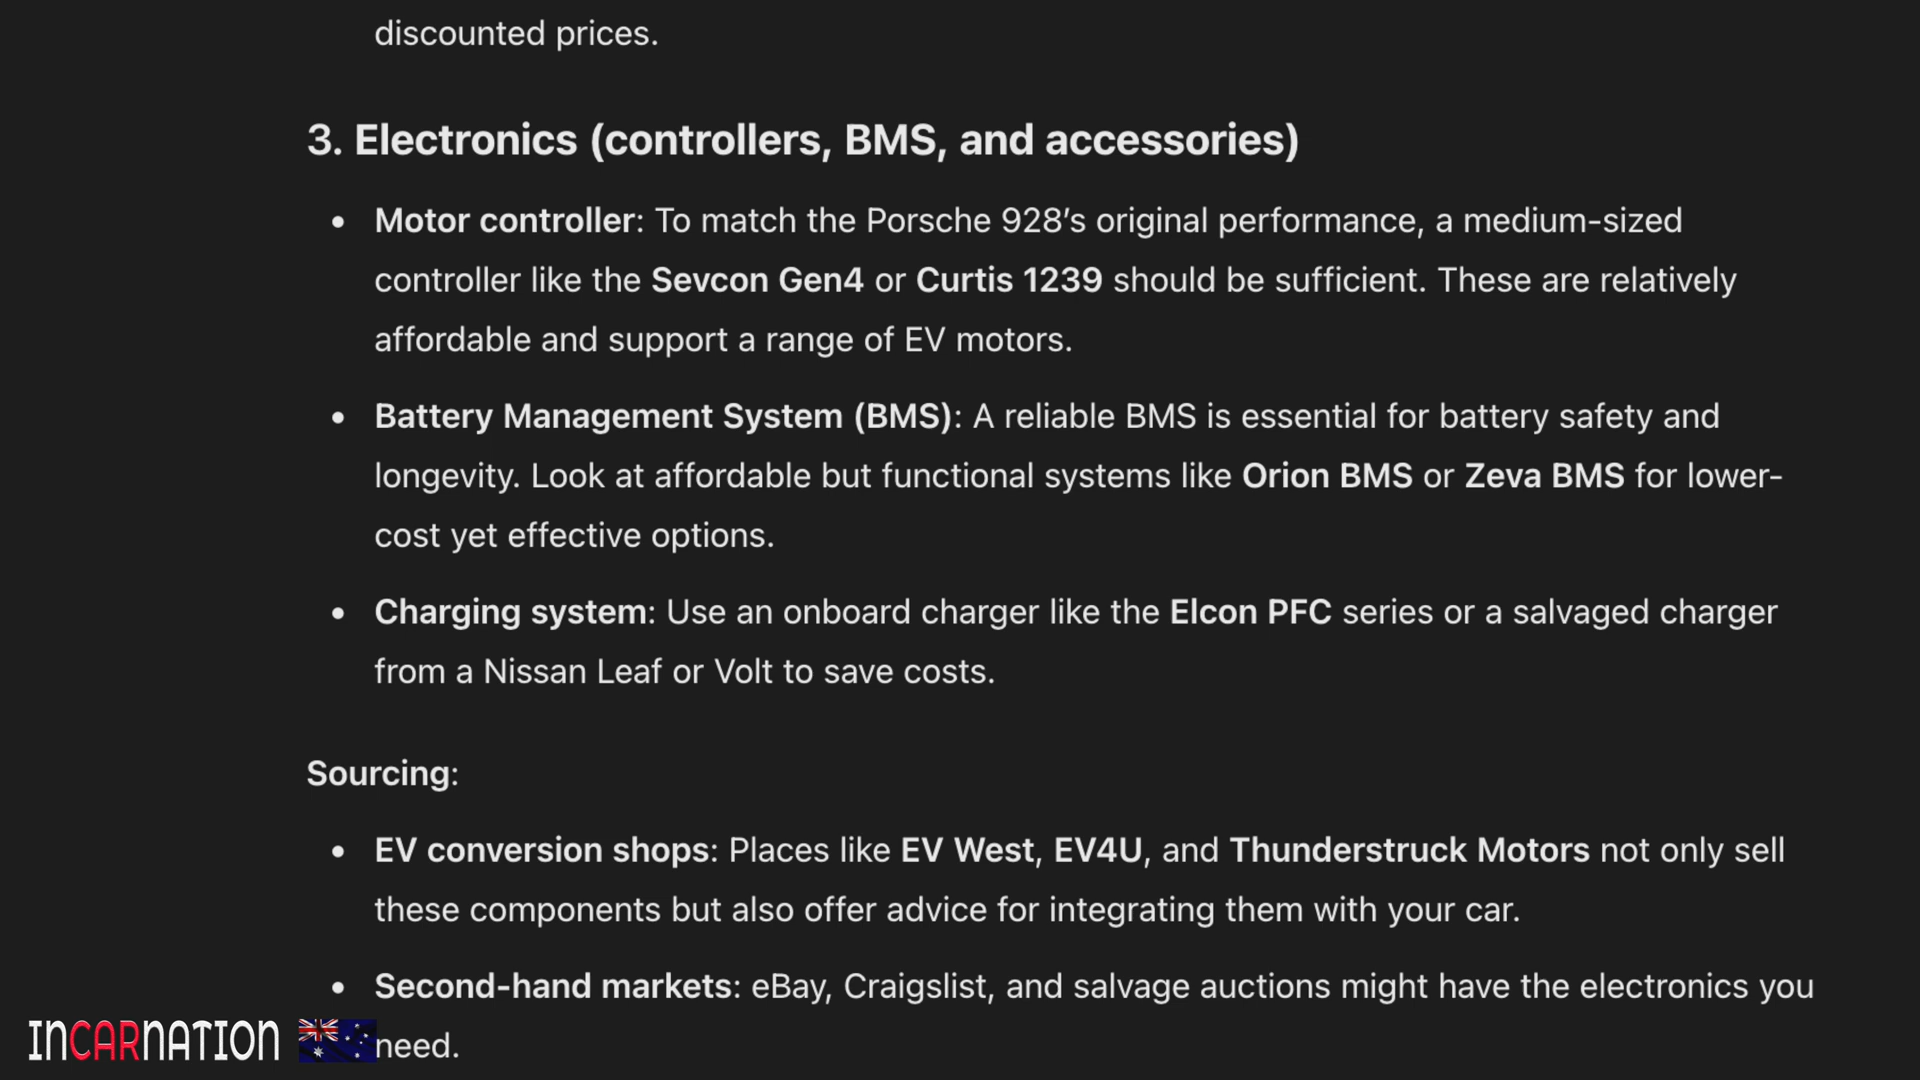 discounted prices.
3. Electronics (controllers, BMS, and accessories)
• Motor controller: To match the Porsche 928's original performance, a medium-sized
controller like the Sevcon Gen4 or Curtis 1239 should be sufficient. These are relatively
affordable and support a range of EV motors.
• Battery Management System (BMS): A reliable BMS is essential for battery safety and
longevity. Look at affordable but functional systems like Orion BMS or Zeva BMS for lower-
cost yet effective options.
• Charging system: Use an onboard charger like the Elcon PFC series or a salvaged charger
from a Nissan Leaf or Volt to save costs.
Sourcing:
• EV conversion shops: Places like EV West, EV4U, and Thunderstruck Motors not only sell
these components but also offer advice for integrating them with your car.
• Second-hand markets: eBay, Craigslist, and salvage auctions might have the electronics you
need.
INCARNATION